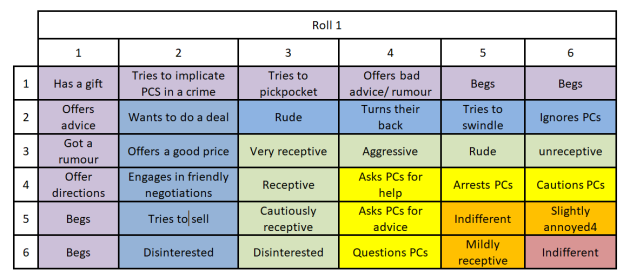 Roll 1
1 2 3 4 5 6
1 Has a gift Tries to implicate PCS in a crime Tries to pickpocket Offers bad advice/ rumour Begs Begs
2 Offers advice Wants to do a deal Rude Turns their back Tries to swindle Ignores PCs
3 Got a rumour Offers a good price Very receptive Aggressive Rude unreceptive
4 Offer directions Engages in friendly negotiations Receptive Asks PCs for help Arrests PCs Cautions PCs
5 Begs Tries to sell Cautiously receptive Asks PCs for advice Indifferent Slightly annoyed4
6 Begs Disinterested Disinterested Questions PCs Mildly receptive Indifferent